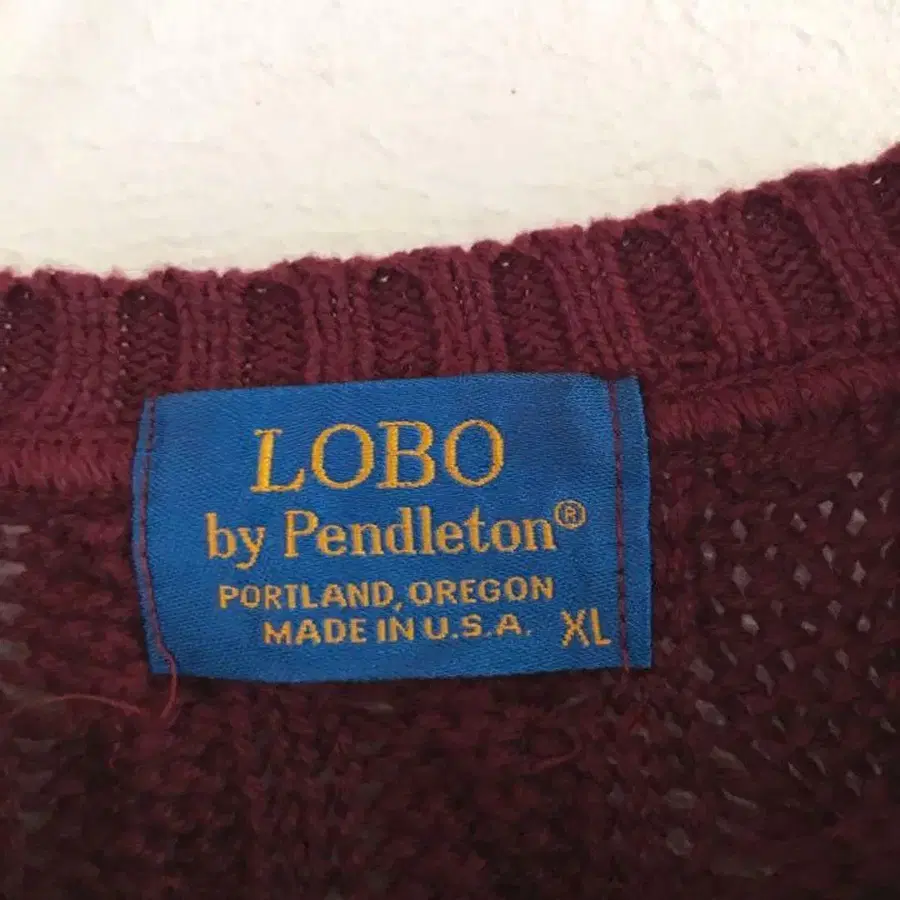 LOBO
by Pendleton®
PORTLAND, OREGON
MADE IN U.S.A. XL